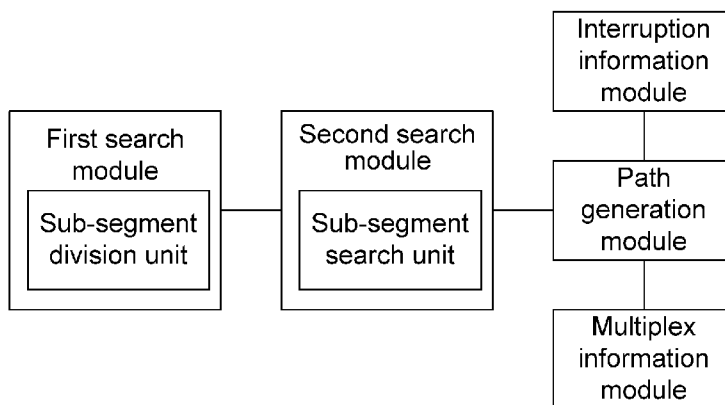 First search
module
Sub-segment
division unit
Second search
module
Sub-segment
search unit
Interruption
information
module
Path
generation
module
Multiplex
information
module